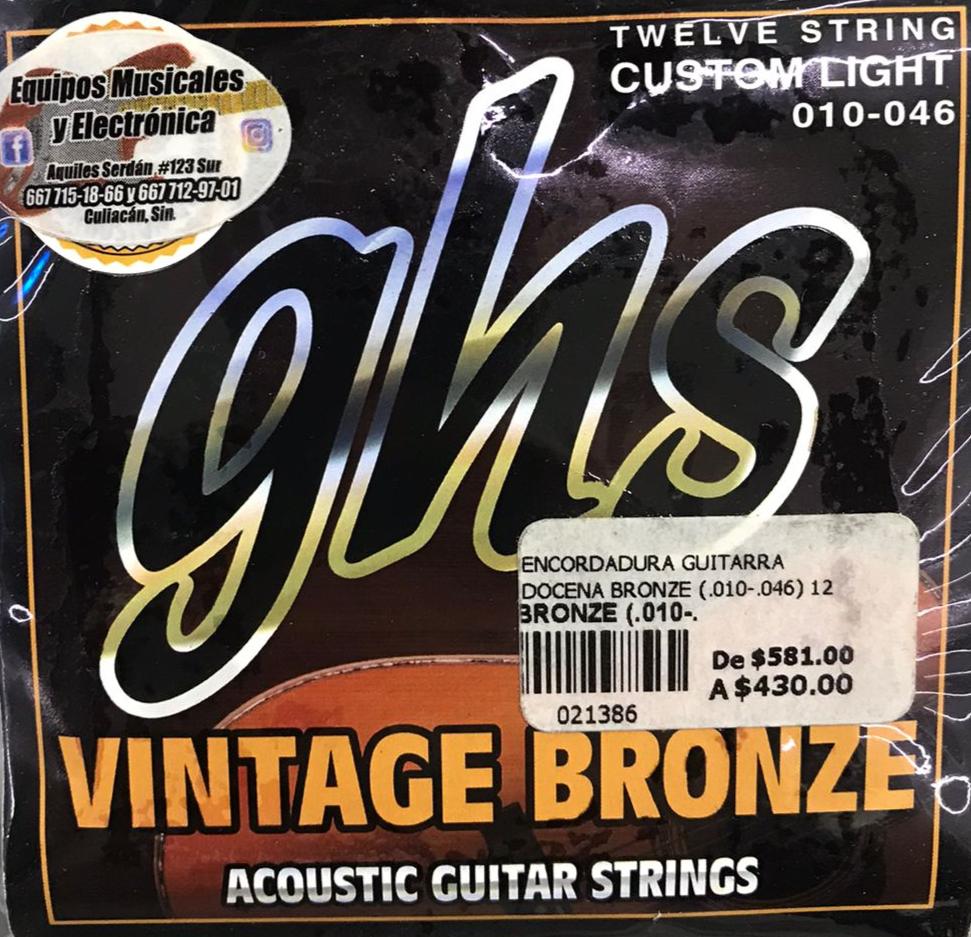 TWELVE STRING
CUSTOM LIGHT
010-046
Equipos Musicales
y Electrónica
Aquiles Serdán #123 Sur
667 715-18-66 y 667 712-97-01
Culiacán, Sin.
ghs
ENCORDADURA GUITARRA
DOCENA BRONZE (.010-.046) 12
BRONZE (.010-.
De $581.00
A $430.00
021386
VINTAGE BRONZE
ACOUSTIC GUITAR STRINGS